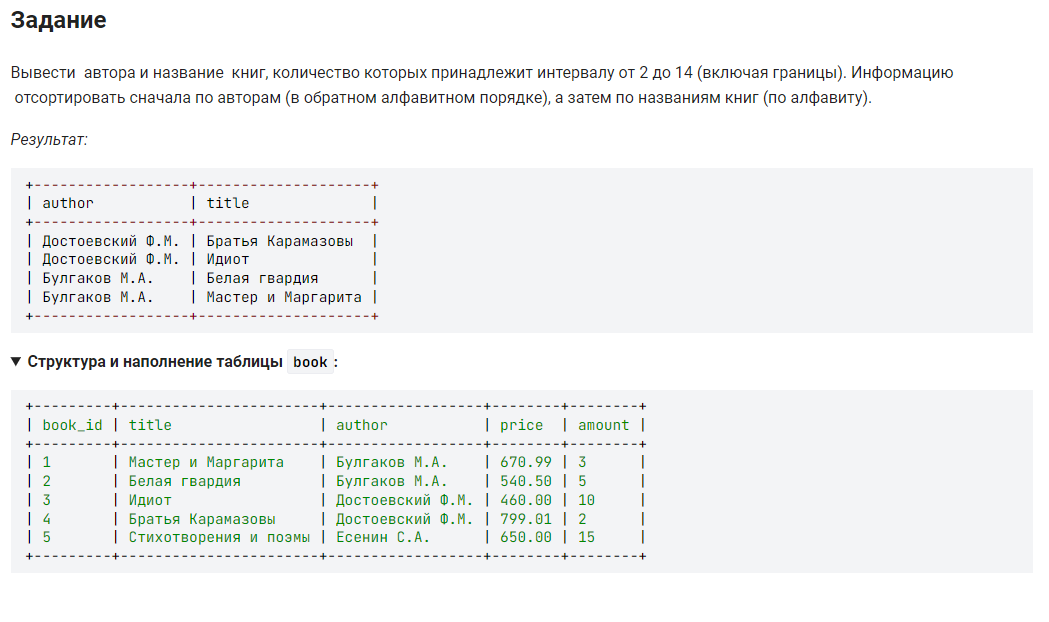 Задание
Вывести  автора и название  книг, количество которых принадлежит интервалу от 2 до 14 (включая границы). Информацию
отсортировать сначала по авторам (в обратном алфавитном порядке), а затем по названиям книг (по алфавиту).
Результат:
+------------------+--------------------+
| author           | title              |
+------------------+--------------------+
| Достоевский Ф.М. | Братья Карамазовы  |
| Достоевский Ф.М. | Идиот              |
| Булгаков М.А.    | Белая гвардия      |
| Булгаков М.А.    | Мастер и Маргарита |
+------------------+--------------------+
▼ Структура и наполнение таблицы book :
+---------+-----------------------+------------------+--------+--------+
| book_id | title                 | author           | price  | amount |
+---------+-----------------------+------------------+--------+--------+
| 1       | Мастер и Маргарита    | Булгаков М.А.    | 670.99 | 3      |
| 2       | Белая гвардия         | Булгаков М.А.    | 540.50 | 5      |
| 3       | Идиот                 | Достоевский Ф.М. | 460.00 | 10     |
| 4       | Братья Карамазовы     | Достоевский Ф.М. | 799.01 | 2      |
| 5       | Стихотворения и поэмы | Есенин С.А.      | 650.00 | 15     |
+---------+-----------------------+------------------+--------+--------+